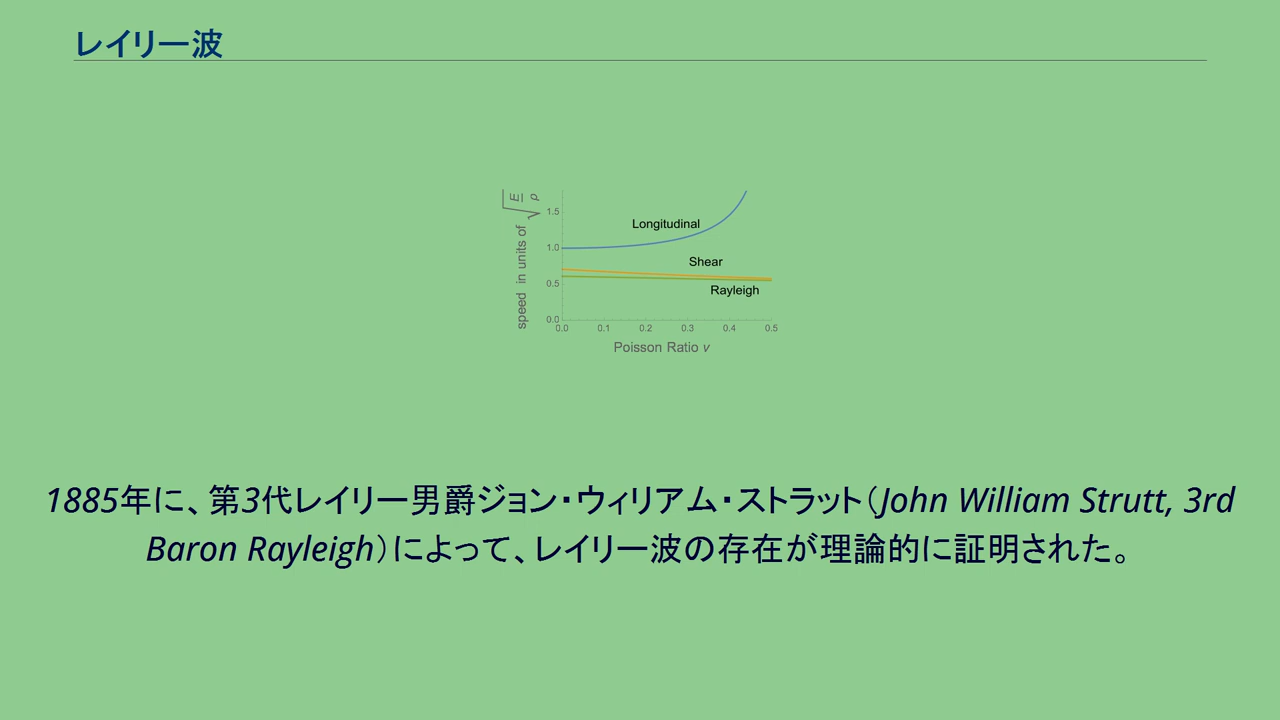 レイリー波
speed in units of √E/ρ
1.5
1.0
0.5
0.0
Longitudinal
Shear
Rayleigh
0.0 0.1 0.2 0.3 0.4 0.5
Poisson Ratio ν
1885年に、第3代レイリー男爵ジョン・ウィリアム・ストラット（John William Strutt, 3rd
Baron Rayleigh）によって、レイリー波の存在が理論的に証明された。